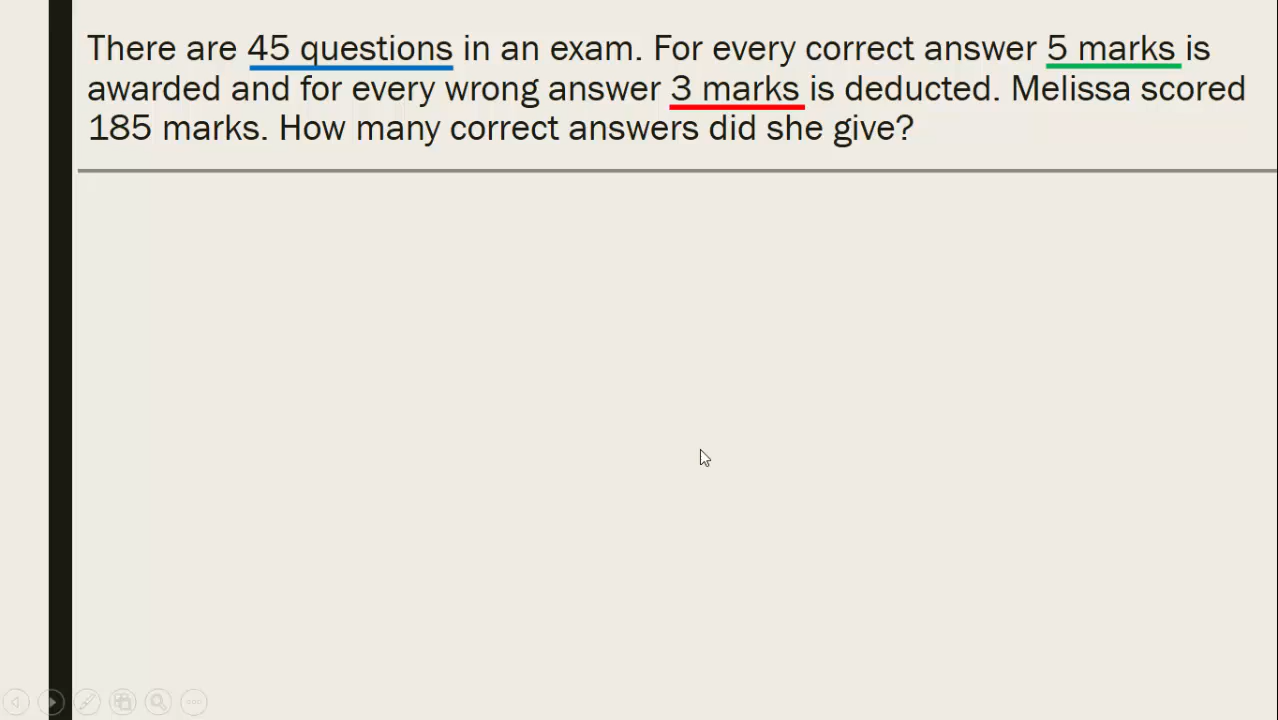 There are 45 questions in an exam. For every correct answer 5 marks is
awarded and for every wrong answer 3 marks is deducted. Melissa scored
185 marks. How many correct answers did she give?